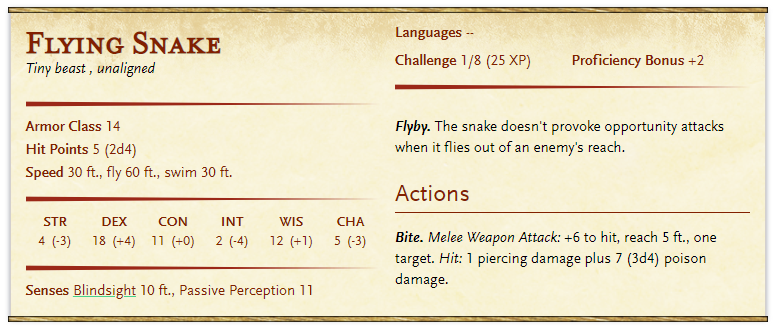 Flying Snake
Tiny beast , unaligned
Armor Class 14
Hit Points 5 (2d4)
Speed 30 ft., fly 60 ft., swim 30 ft.
STR DEX CON INT WIS CHA
4 (-3) 18 (+4) 11 (+0) 2 (-4) 12 (+1) 5 (-3)
Senses Blindsight 10 ft., Passive Perception 11
Languages --
Challenge 1/8 (25 XP) Proficiency Bonus +2
Flyby. The snake doesn't provoke opportunity attacks
when it flies out of an enemy's reach.
Actions
Bite. Melee Weapon Attack: +6 to hit, reach 5 ft., one
target. Hit: 1 piercing damage plus 7 (3d4) poison
damage.